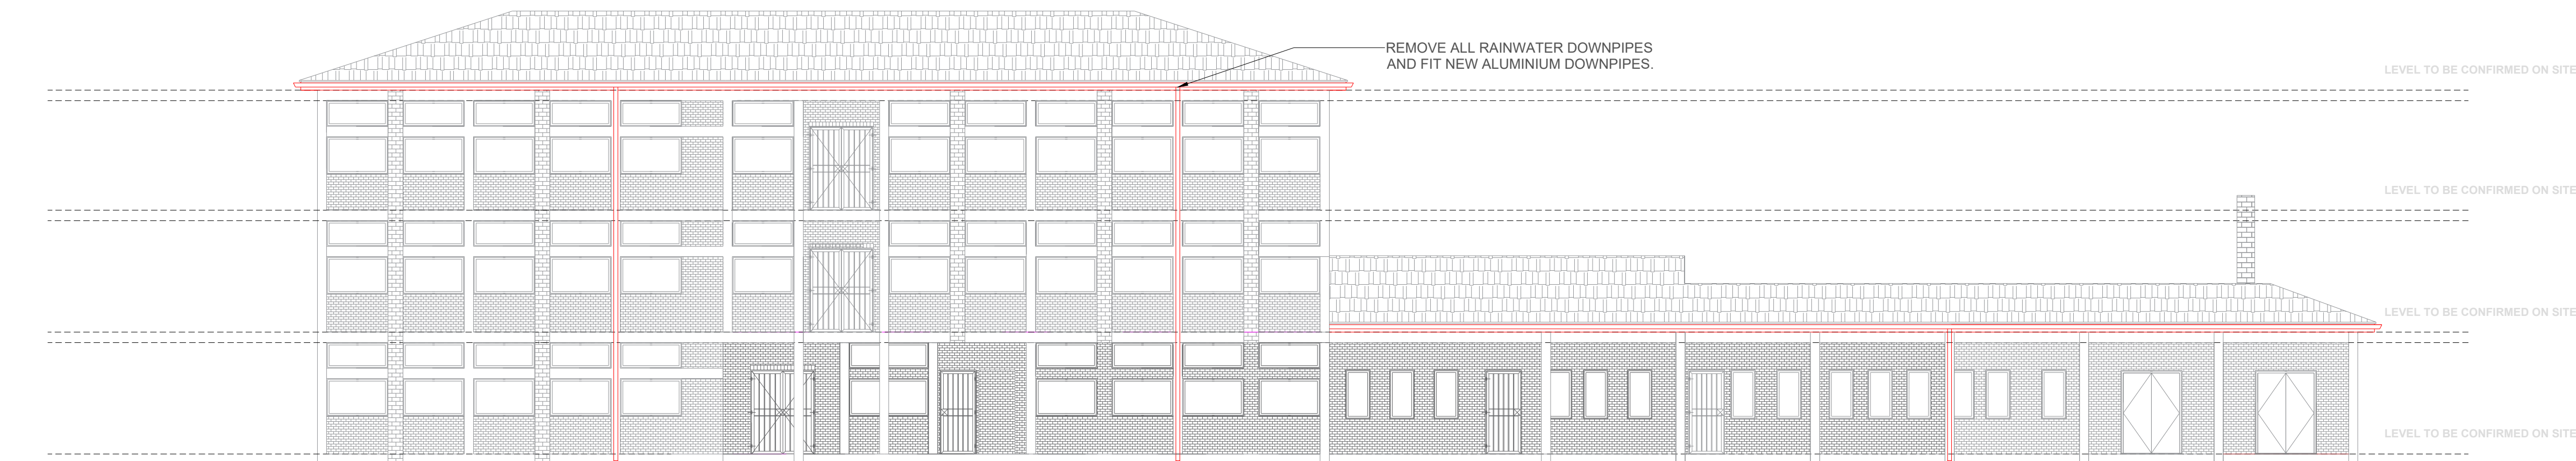 REMOVE ALL RAINWATER DOWNPIPES
AND FIT NEW ALUMINIUM DOWNPIPES.
LEVEL TO BE CONFIRMED ON SITE
LEVEL TO BE CONFIRMED ON SITE
LEVEL TO BE CONFIRMED ON SITE
LEVEL TO BE CONFIRMED ON SITE